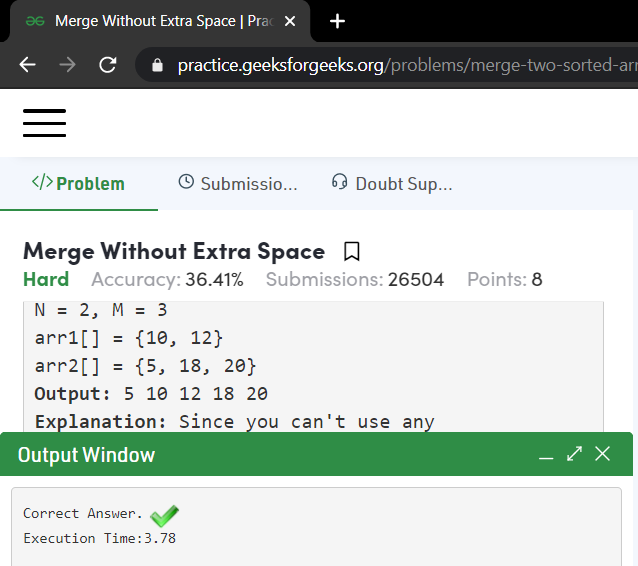 Merge Without Extra Space | Prac
practice.geeksforgeeks.org/problems/merge-two-sorted-arr
</> Problem Submissio... Doubt Sup...
Merge Without Extra Space
Hard Accuracy: 36.41% Submissions: 26504 Points: 8
N = 2, M = 3
arr1[] = {10, 12}
arr2[] = {5, 18, 20}
Output: 5 10 12 18 20
Explanation: Since you can't use any
Output Window
Correct Answer.
Execution Time:3.78